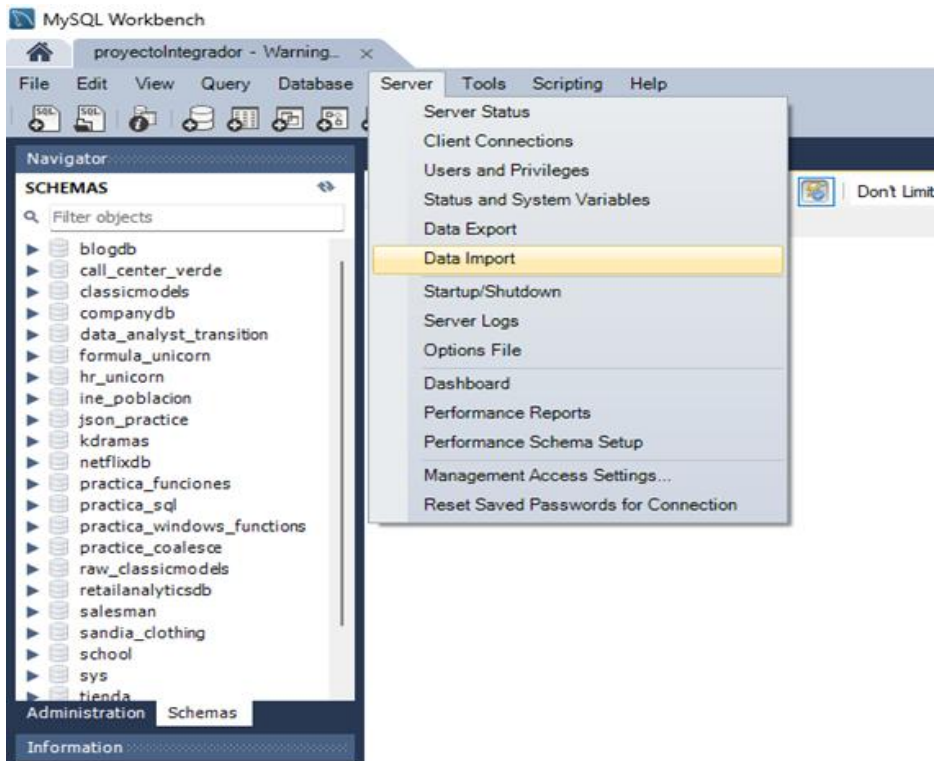 MySQL Workbench
proyectoIntegrador - Warning...
File Edit View Query Database Server Tools Scripting Help
SQL SQL
Navigator
SCHEMAS
Filter objects
blogdb
call_center_verde
classicmodels
companydb
data_analyst_transition
formula_unicorn
hr_unicorn
ine_poblacion
json_practice
kdramas
netflixdb
practica_funciones
practica_sql
practica_windows_functions
practice_coalesce
raw_classicmodels
retailanalyticsdb
salesman
sandia_clothing
school
sys
tienda
Administration Schemas
Information
Server Status
Client Connections
Users and Privileges
Status and System Variables
Data Export
Data Import
Startup/Shutdown
Server Logs
Options File
Dashboard
Performance Reports
Performance Schema Setup
Management Access Settings...
Reset Saved Passwords for Connection
Don't Limit